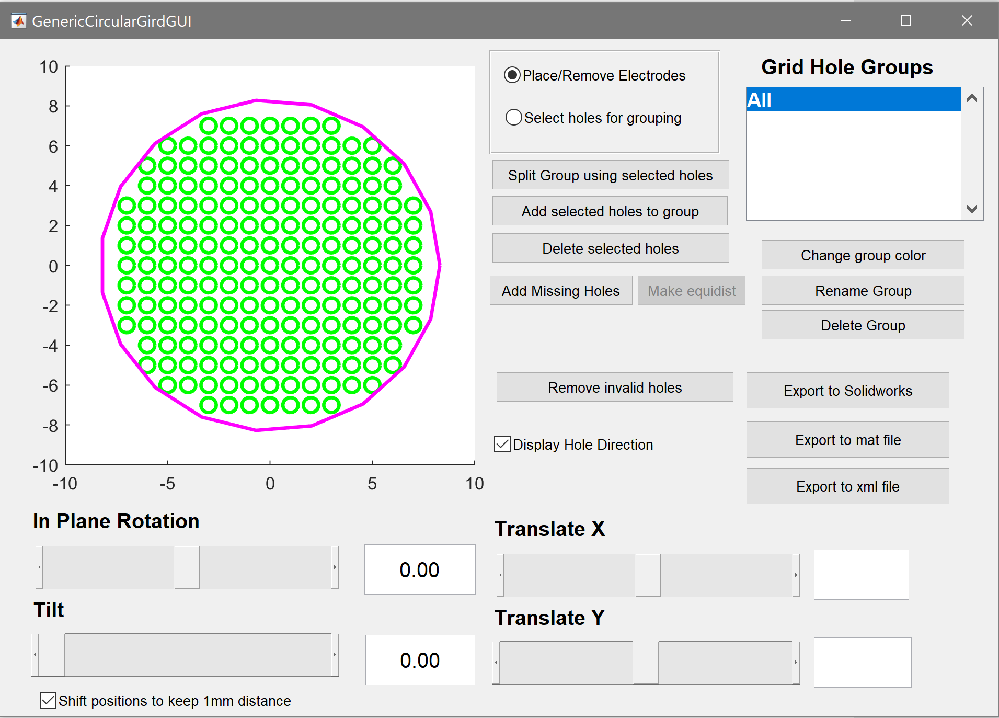 GenericCircularGirdGUI
10
8
6
4
2
0
-2
-4
-6
-8
-10
-10 -5 0 5 10
Place/Remove Electrodes
Select holes for grouping
Split Group using selected holes
Add selected holes to group
Delete selected holes
Add Missing Holes Make equidist
Remove invalid holes
Display Hole Direction
Grid Hole Groups
All
Change group color
Rename Group
Delete Group
Export to Solidworks
Export to mat file
Export to xml file
In Plane Rotation
0.00
Tilt
0.00
Shift positions to keep 1mm distance
Translate X
Translate Y